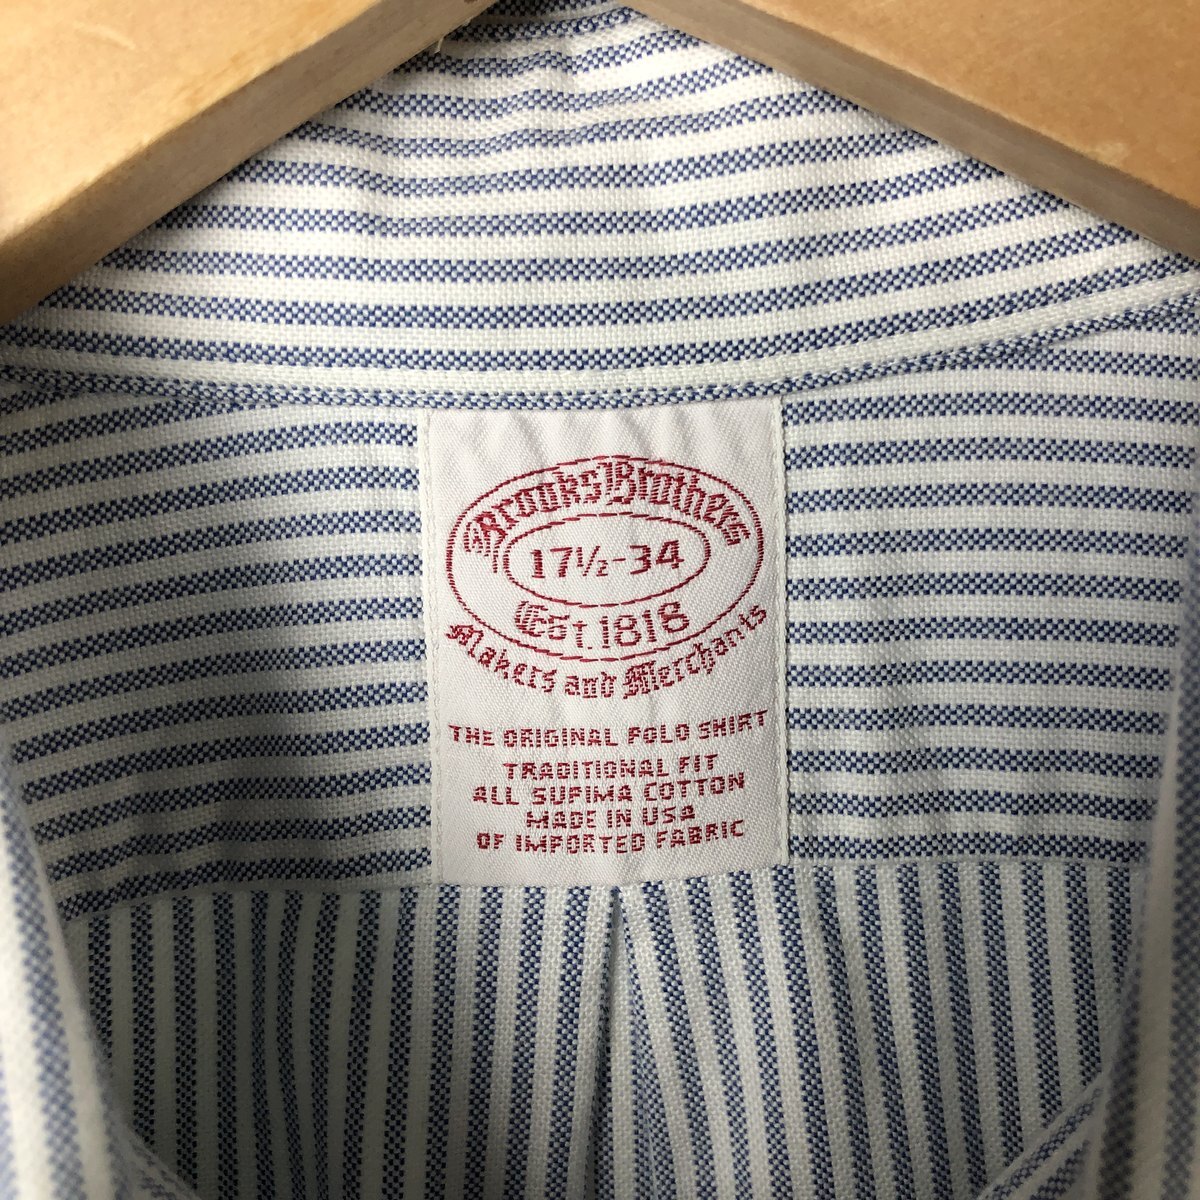 Brooks Brothers
17½-34
EST. 1818
Makers and Merchants
THE ORIGINAL POLO SHIRT
TRADITIONAL FIT
ALL SUPIMA COTTON
MADE IN USA
OF IMPORTED FABRIC